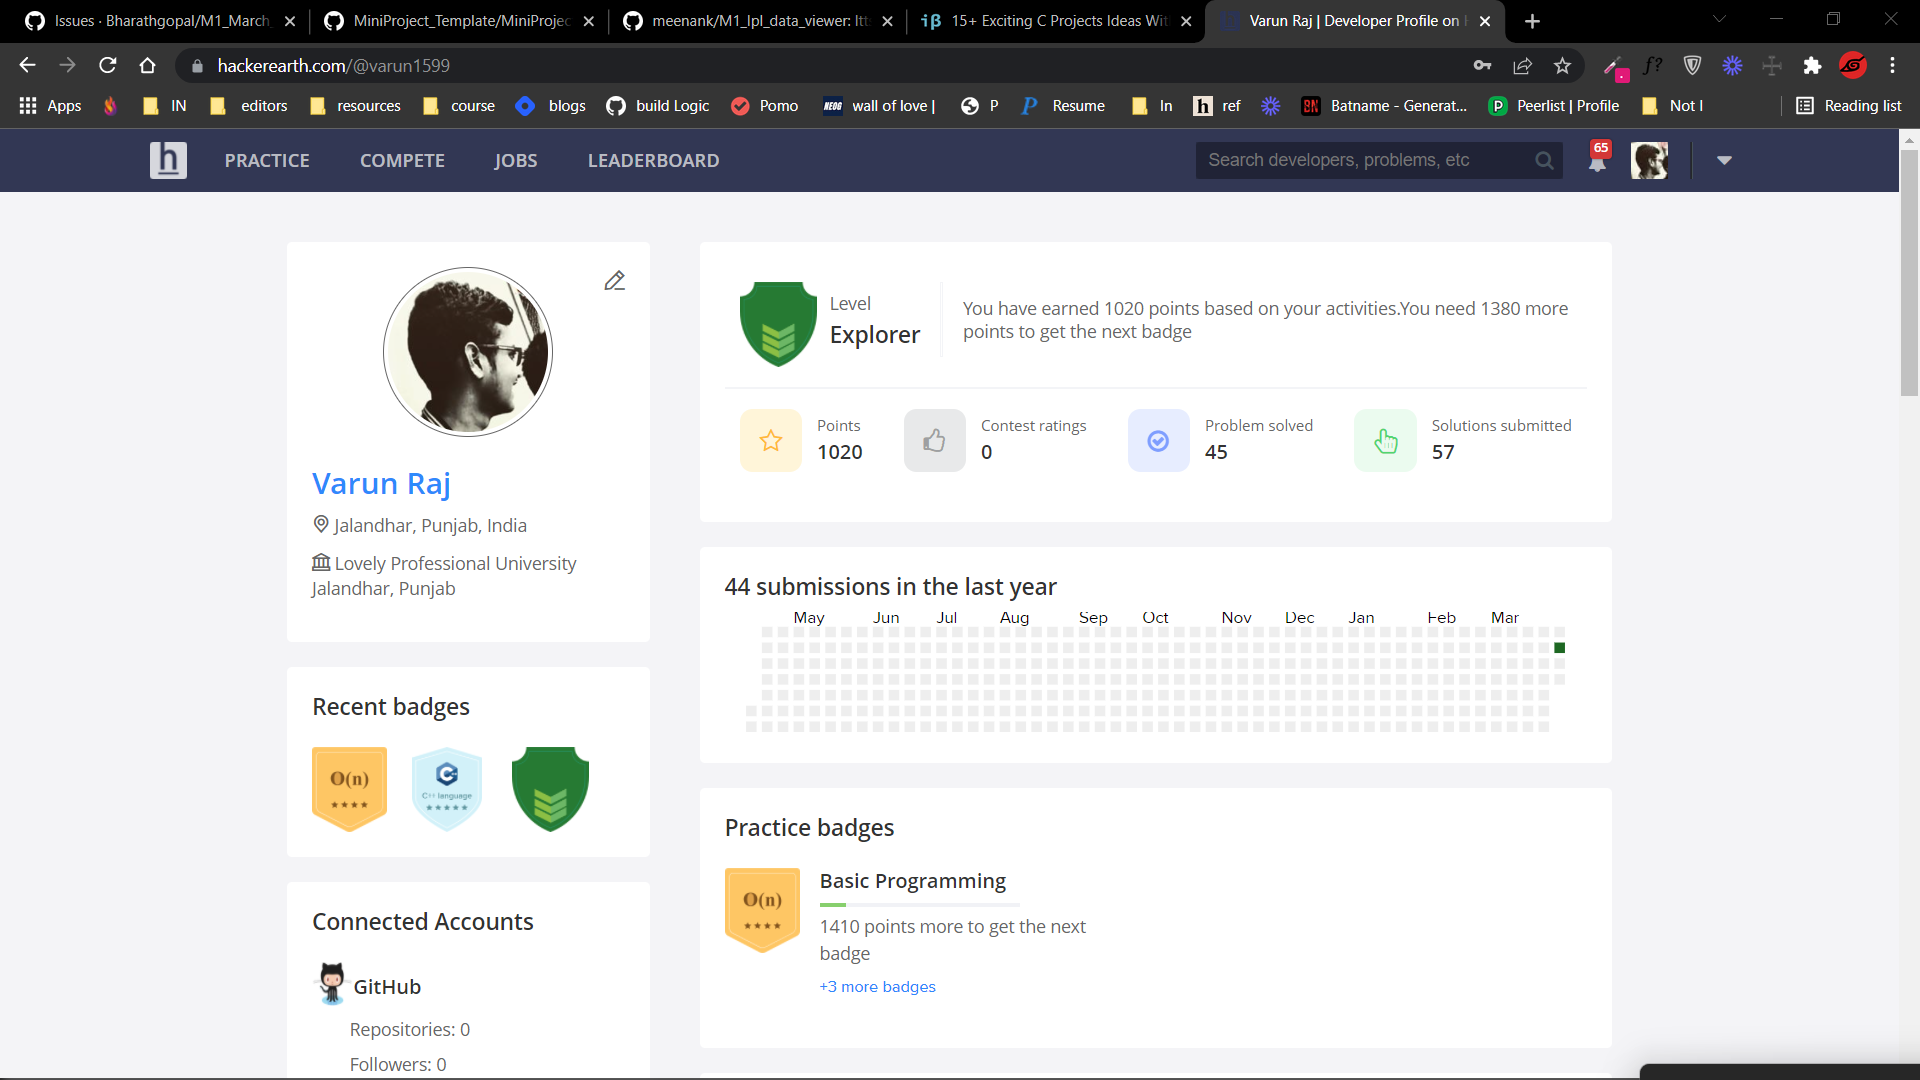 Issues · Bharathgopal/M1_March
MiniProject_Template/MiniProjec
meenank/M1_Ipl_data_viewer: Itt
iβ 15+ Exciting C Projects Ideas Wit
Varun Raj | Developer Profile on
hackerearth.com/@varun1599
f?
Apps
IN
editors
resources
course
blogs
build Logic
Pomo
NEOG wall of love |
P
P Resume
In
h ref
BN Batname - Generat...
P Peerlist | Profile
Not I
Reading list
h
PRACTICE
COMPETE
JOBS
LEADERBOARD
Search developers, problems, etc
65
Varun Raj
Jalandhar, Punjab, India
Lovely Professional University
Jalandhar, Punjab
Recent badges
O(n)
C++
C++ language
Connected Accounts
GitHub
Repositories: 0
Followers: 0
Level
Explorer
You have earned 1020 points based on your activities.You need 1380 more
points to get the next badge
Points
1020
Contest ratings
0
Problem solved
45
Solutions submitted
57
44 submissions in the last year
May Jun Jul Aug Sep Oct Nov Dec Jan Feb Mar
Practice badges
O(n)
Basic Programming
1410 points more to get the next
badge
+3 more badges